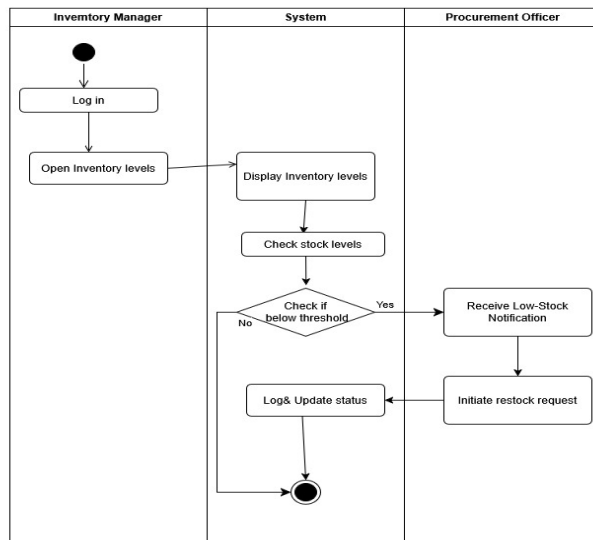 Invemtory Manager
System
Procurement Officer
Log in
Open Inventory levels
Display Inventory levels
Check stock levels
Check if
below threshold
Yes
No
Receive Low-Stock
Notification
Initiate restock request
Log& Update status